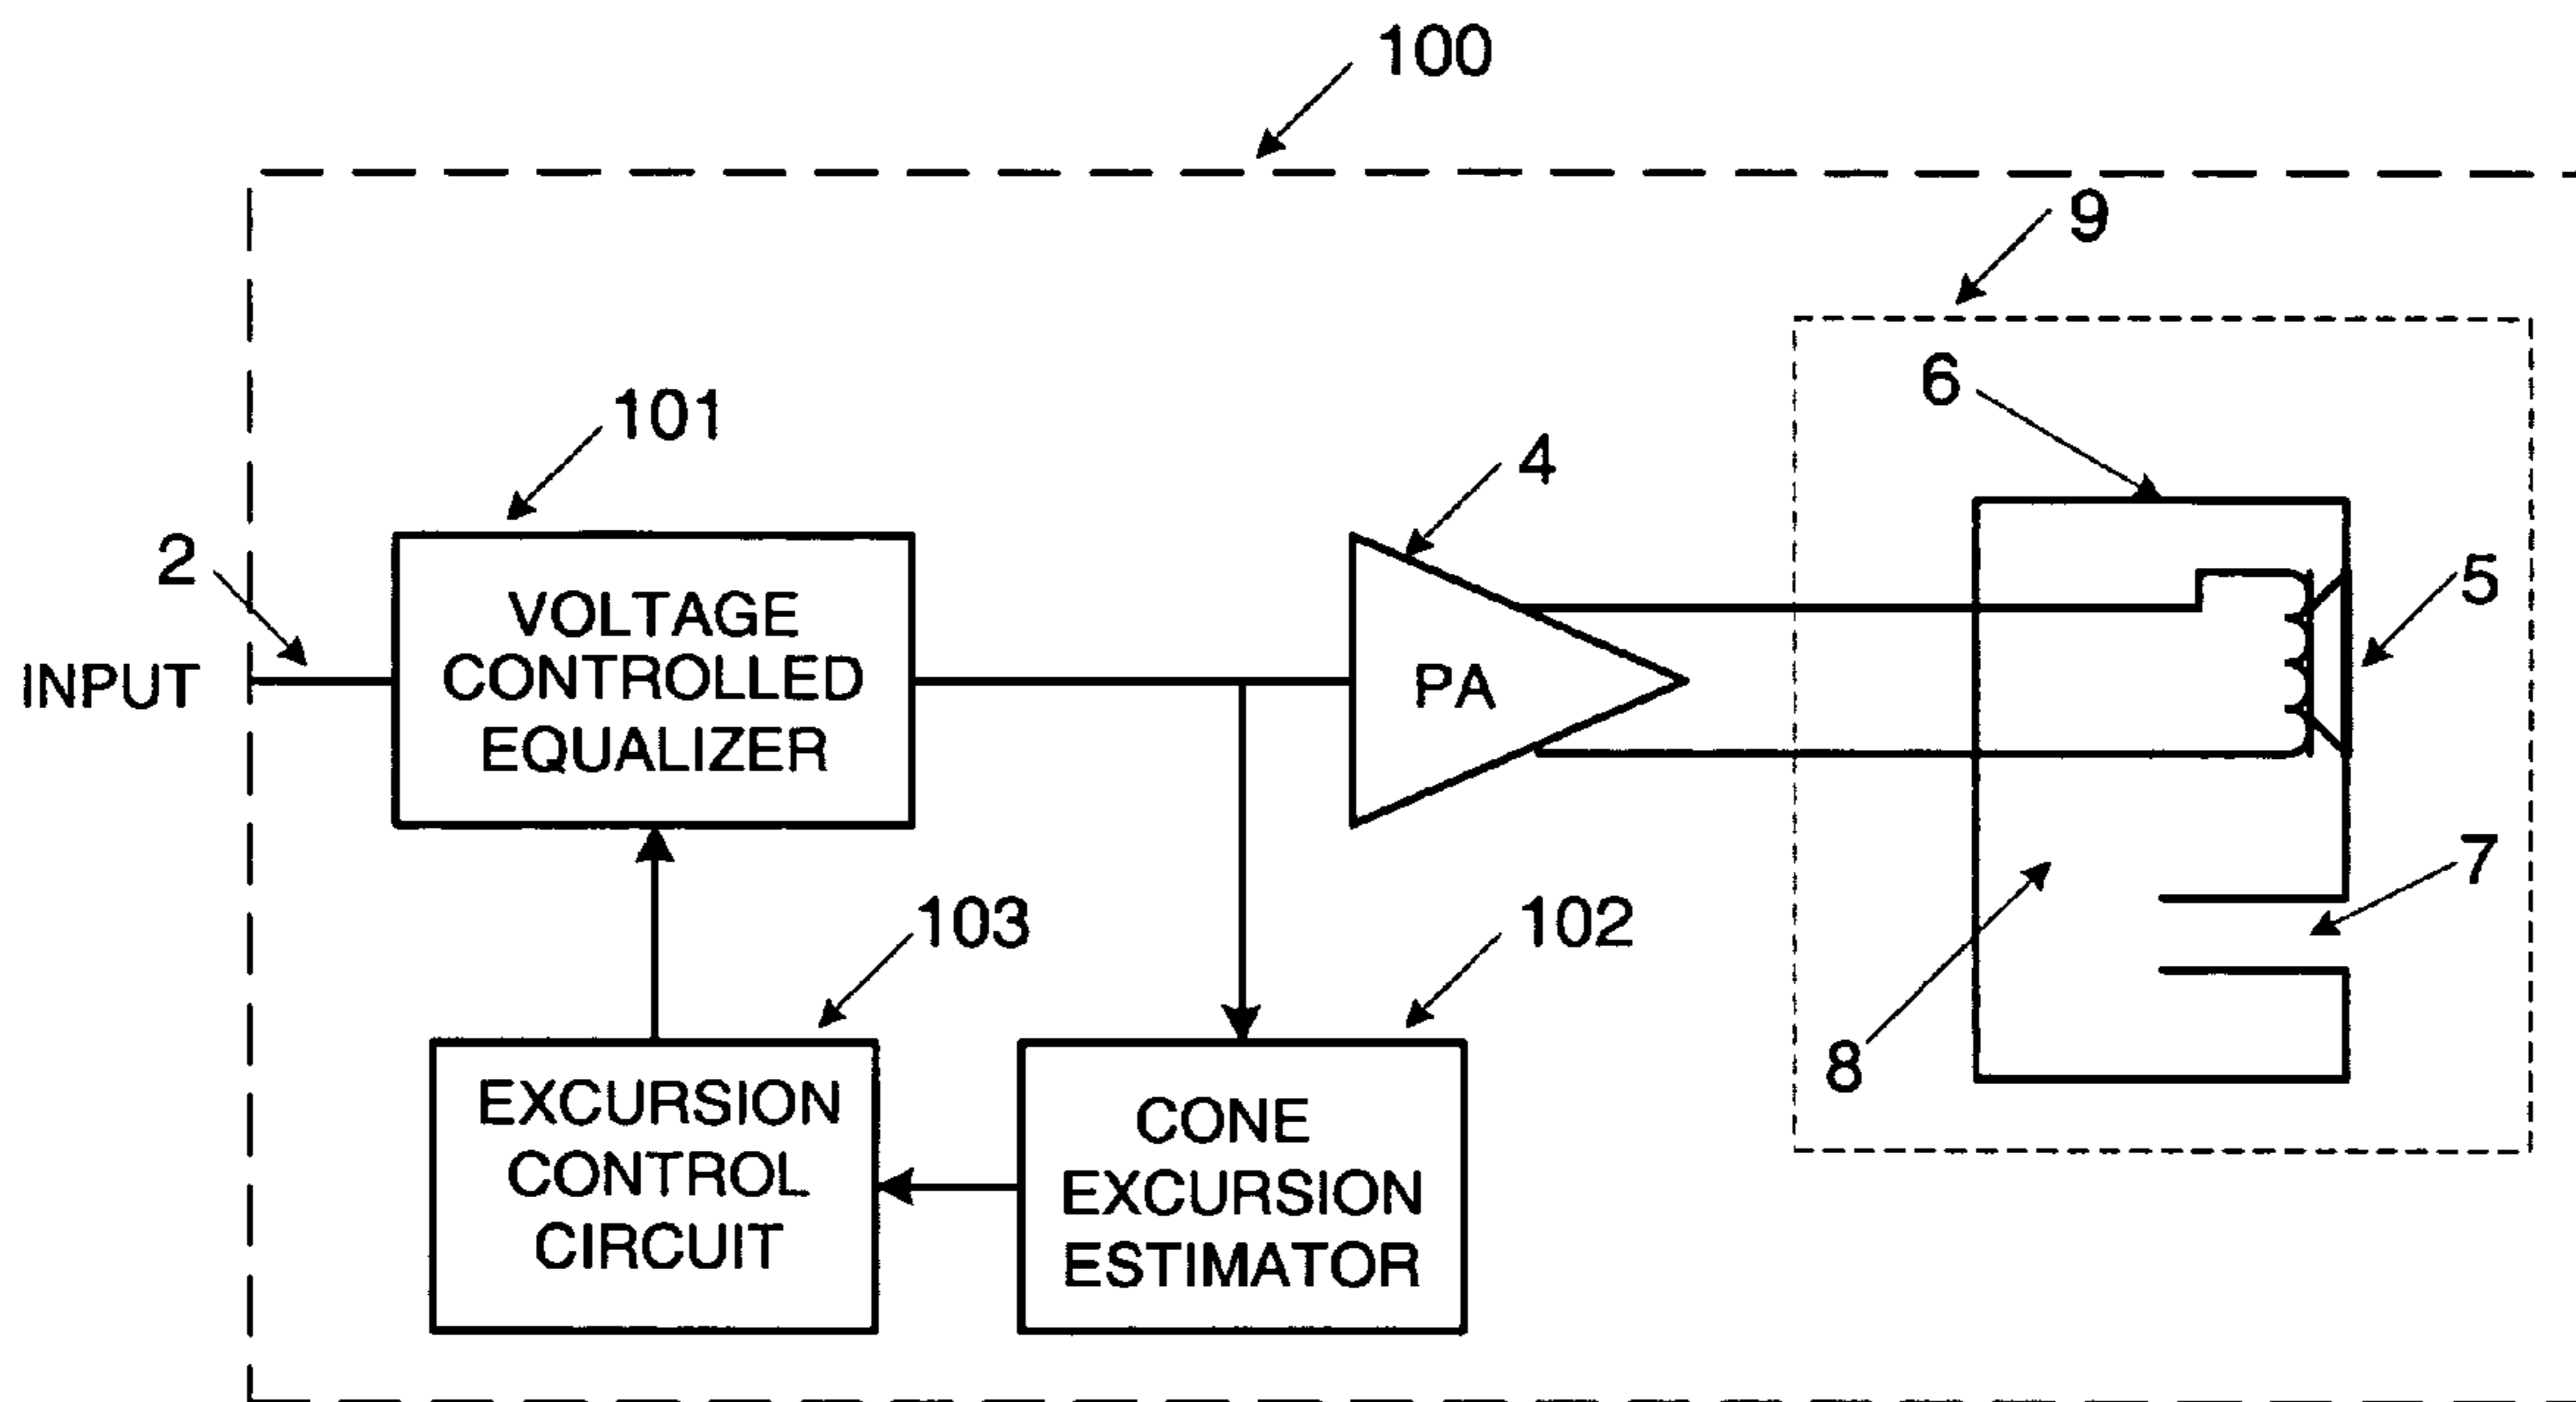 100
9
6
101
4
2
5
VOLTAGE
CONTROLLED
EQUALIZER
INPUT
PA
7
103
102
8
EXCURSION
CONTROL
CIRCUIT
CONE
EXCURSION
ESTIMATOR